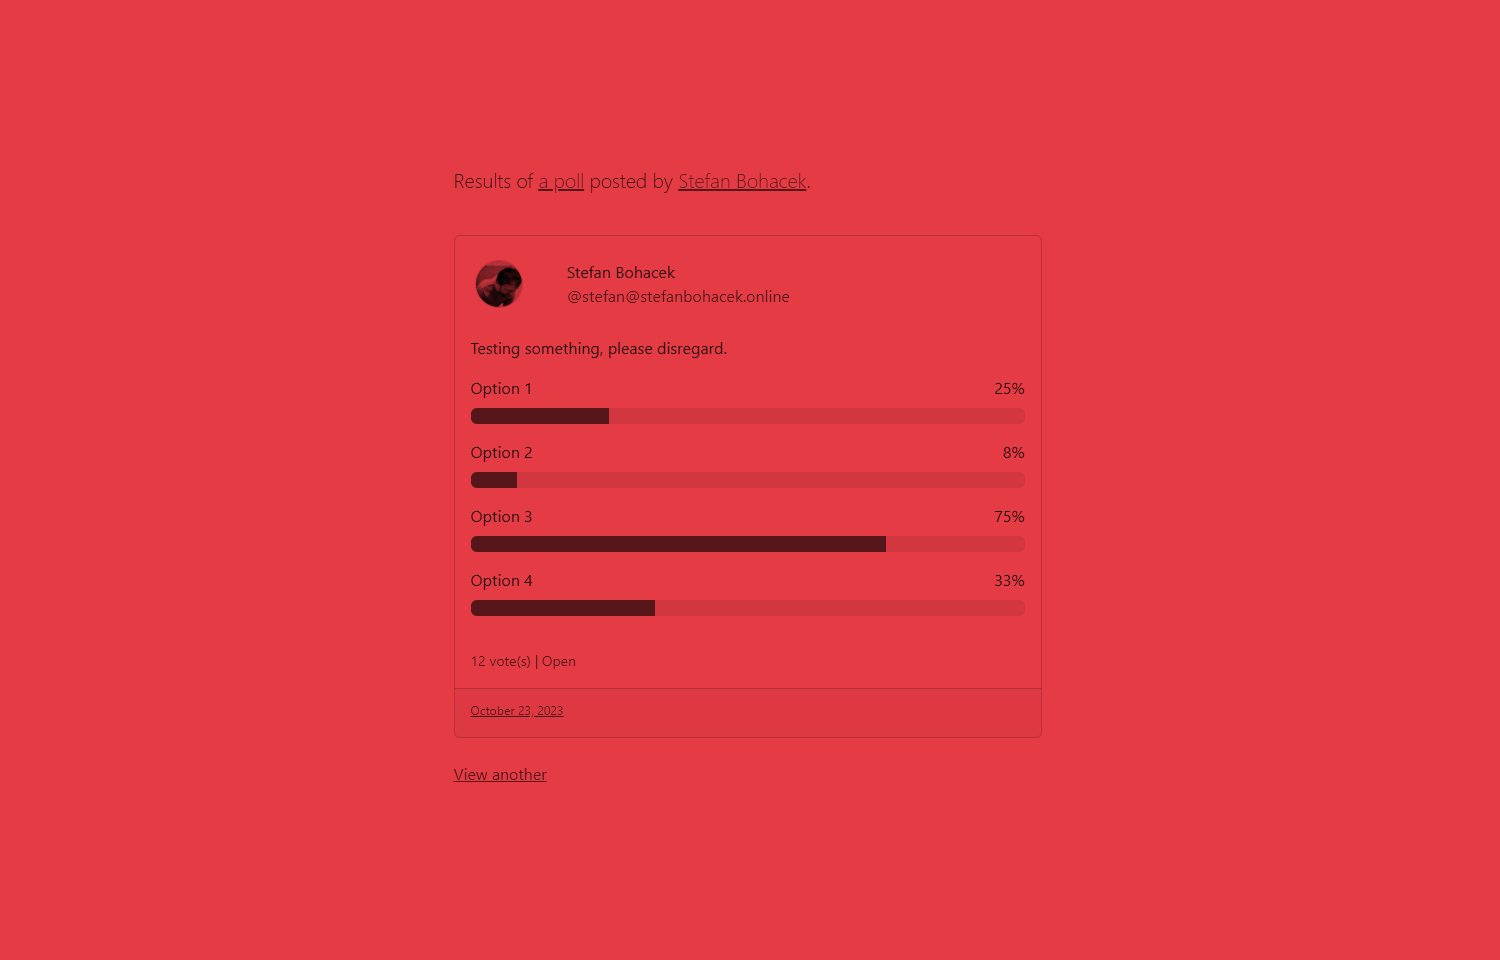 Results of a poll posted by Stefan Bohacek.
Stefan Bohacek
@stefan@stefanbohacek.online
Testing something, please disregard.
Option 1 25%
Option 2 8%
Option 3 75%
Option 4 33%
12 vote(s) | Open
October 23, 2023
View another